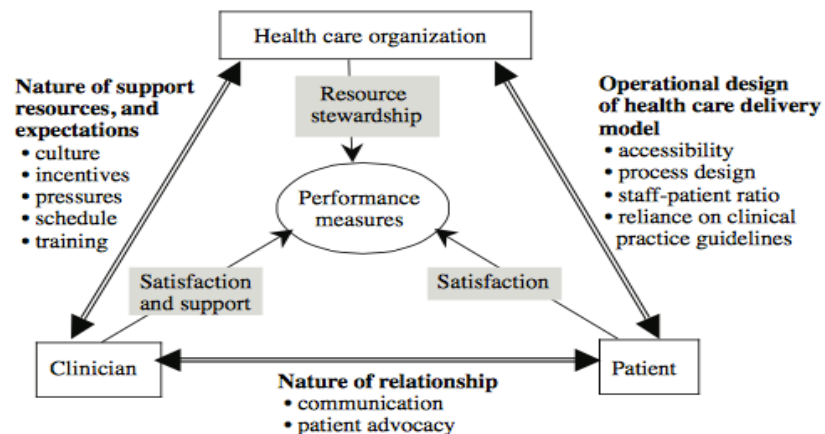 Health care organization
Nature of support
resources, and
expectations
• culture
• incentives
• pressures
• schedule
• training
Resource
stewardship
Operational design
of health care delivery
model
• accessibility
• process design
• staff-patient ratio
• reliance on clinical
practice guidelines
Performance
measures
Satisfaction
and support
Satisfaction
Clinician
Patient
Nature of relationship
• communication
• patient advocacy